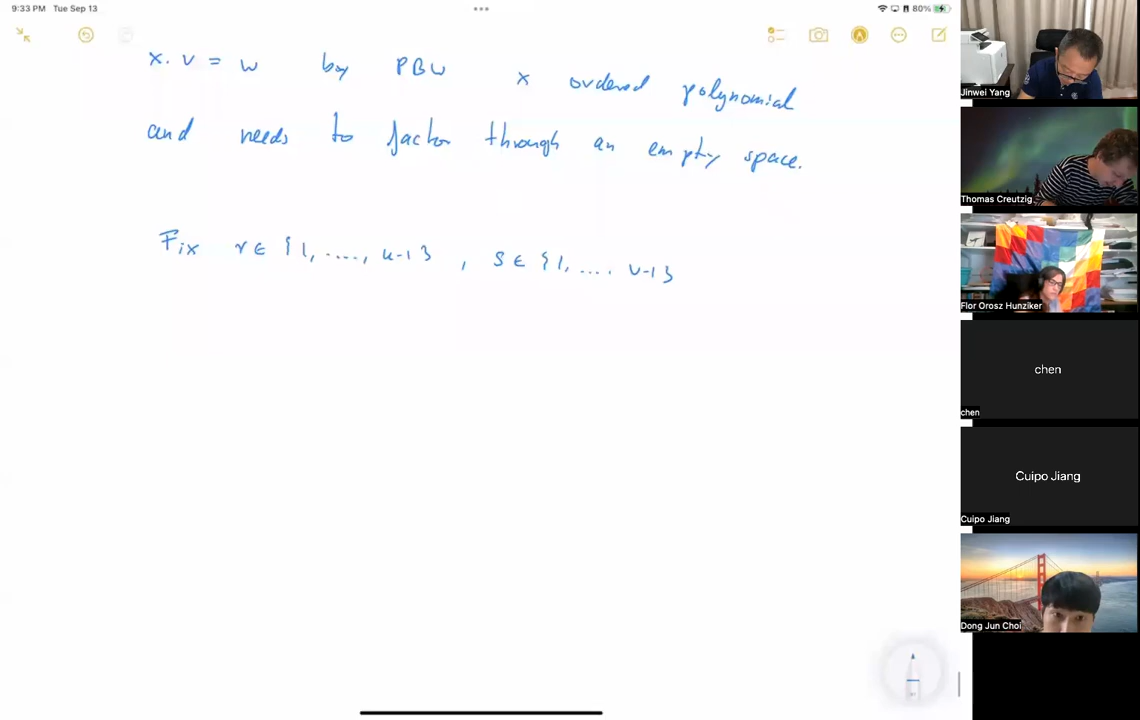 9:33 PM Tue Sep 13
80%
x. v = w by PBW x ordered polynomial
and needs to factor through an empty space.
Fix r ∈ {1, ...., u-1} , s ∈ {1, .... v-1}
Jinwei Yang
Thomas Creutzig
Flor Orosz Hunziker
chen
chen
Cuipo Jiang
Cuipo Jiang
Dong Jun Choi